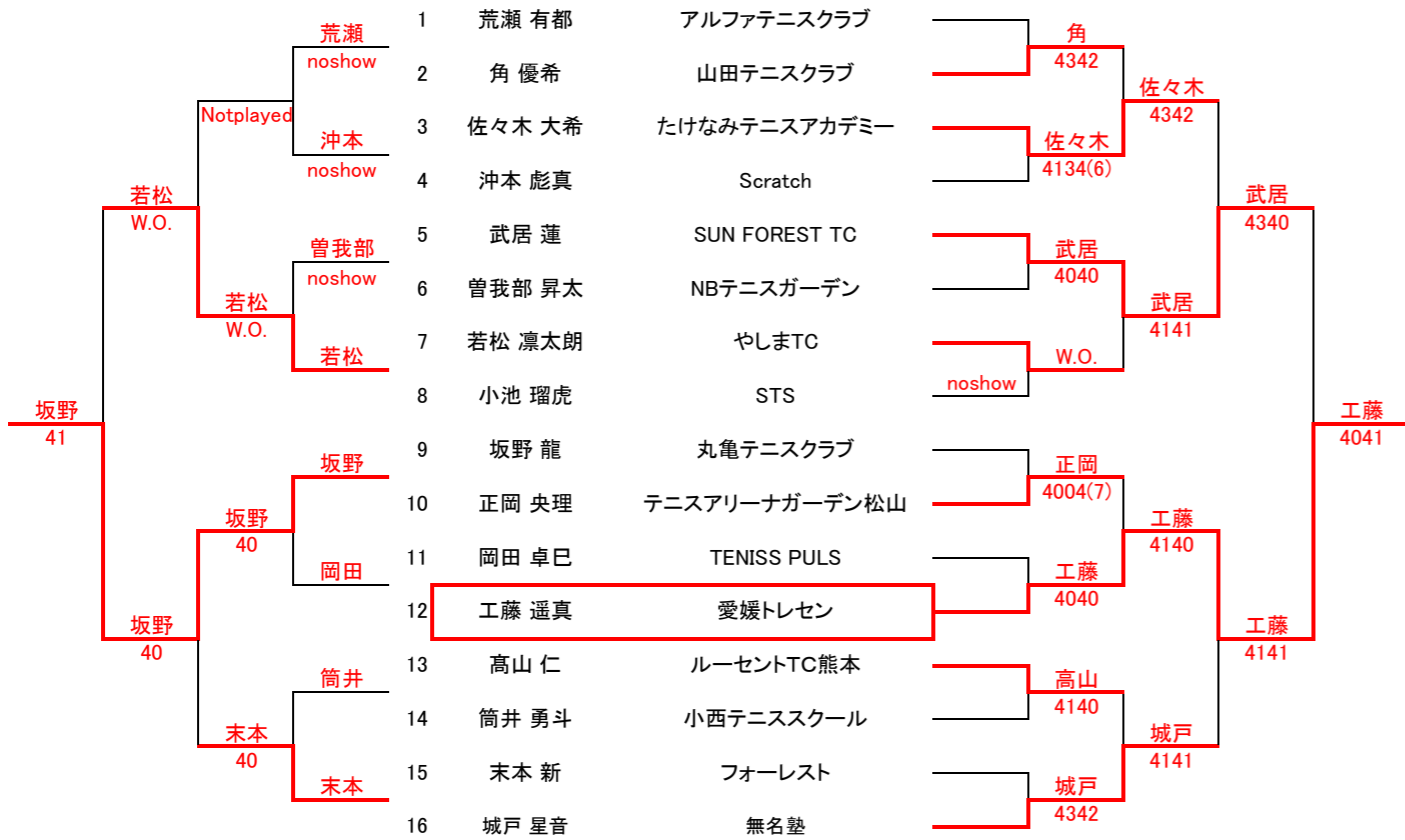 1 荒瀬 有都 アルファテニスクラブ
荒瀬 角
noshow 4342
2 角 優希 山田テニスクラブ
佐々木
Notplayed 4342
3 佐々木 大希 たけなみテニスアカデミー
沖本 佐々木
noshow 4134(6)
4 沖本 彪真 Scratch
若松 武居
W.O. 4340
5 武居 蓮 SUN FOREST TC
曽我部 武居
noshow 4040
6 曽我部 昇太 NBテニスガーデン
若松 武居
W.O. 4141
7 若松 凛太朗 やしまTC
若松 W.O.
8 小池 瑠虎 STS noshow
坂野 工藤
41 4041
9 坂野 龍 丸亀テニスクラブ
坂野 正岡
4004(7)
10 正岡 央理 テニスアリーナガーデン松山
坂野 工藤
40 4140
11 岡田 卓巳 TENISS PULS
岡田 工藤
4040
12 工藤 遥真 愛媛トレセン
坂野 工藤
40 4141
13 髙山 仁 ルーセントTC熊本
筒井 高山
4140
14 筒井 勇斗 小西テニススクール
末本 城戸
40 4141
15 末本 新 フォーレスト
末本 城戸
4342
16 城戸 星音 無名塾